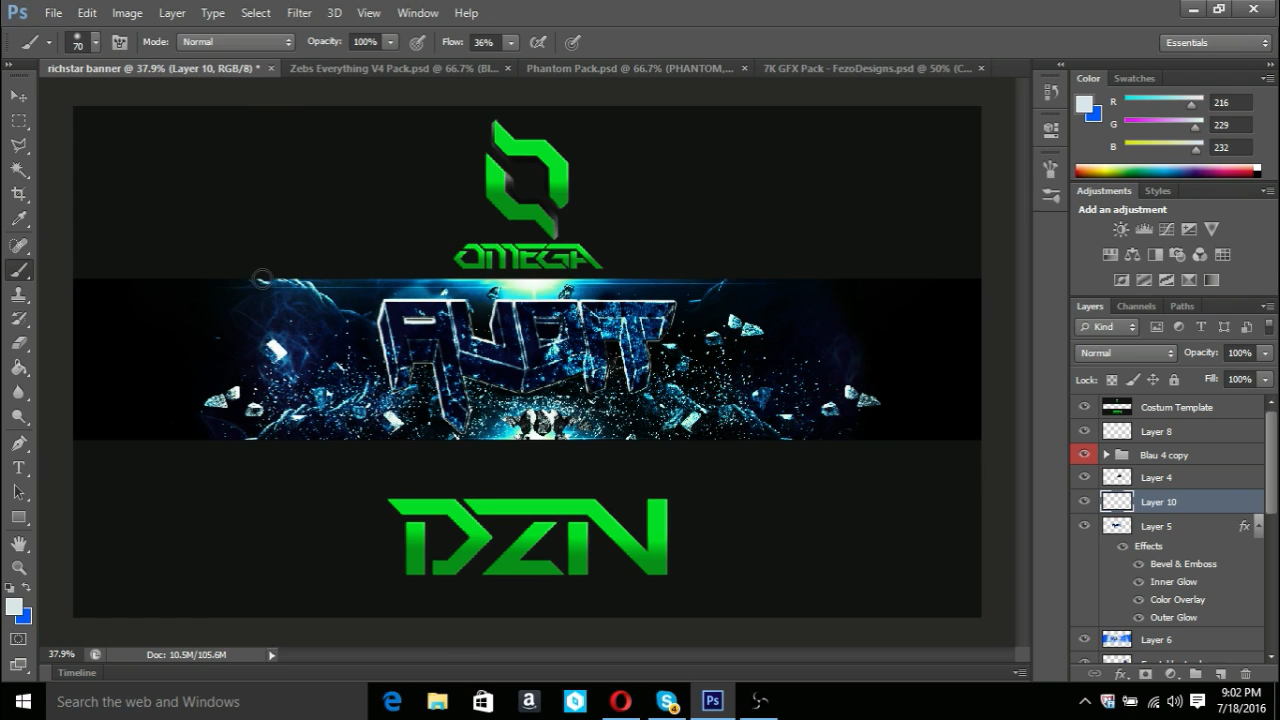 Ps File Edit Image Layer Type Select Filter 3D View Window Help
70 Mode: Normal Opacity: 100% Flow: 36% Essentials
richstar banner @ 37.9% (Layer 10, RGB/8) * Zebs Everything V4 Pack.psd @ 66.7% (Bl... Phantom Pack.psd @ 66.7% (PHANTOM,... 7K GFX Pack - FezoDesigns.psd @ 50% (C...
Color Swatches
R 216
G 229
B 232
Adjustments Styles
Add an adjustment
OMEGA
DZN
Layers Channels Paths
Kind
Normal Opacity: 100%
Lock: Fill: 100%
Costum Template
Layer 8
Blau 4 copy
Layer 4
Layer 10
Layer 5 fx
Effects
Bevel & Emboss
Inner Glow
Color Overlay
Outer Glow
Layer 6
37.9% Doc: 10.5M/105.6M
Timeline
Search the web and Windows
4
Ps
9:02 PM
7/18/2016